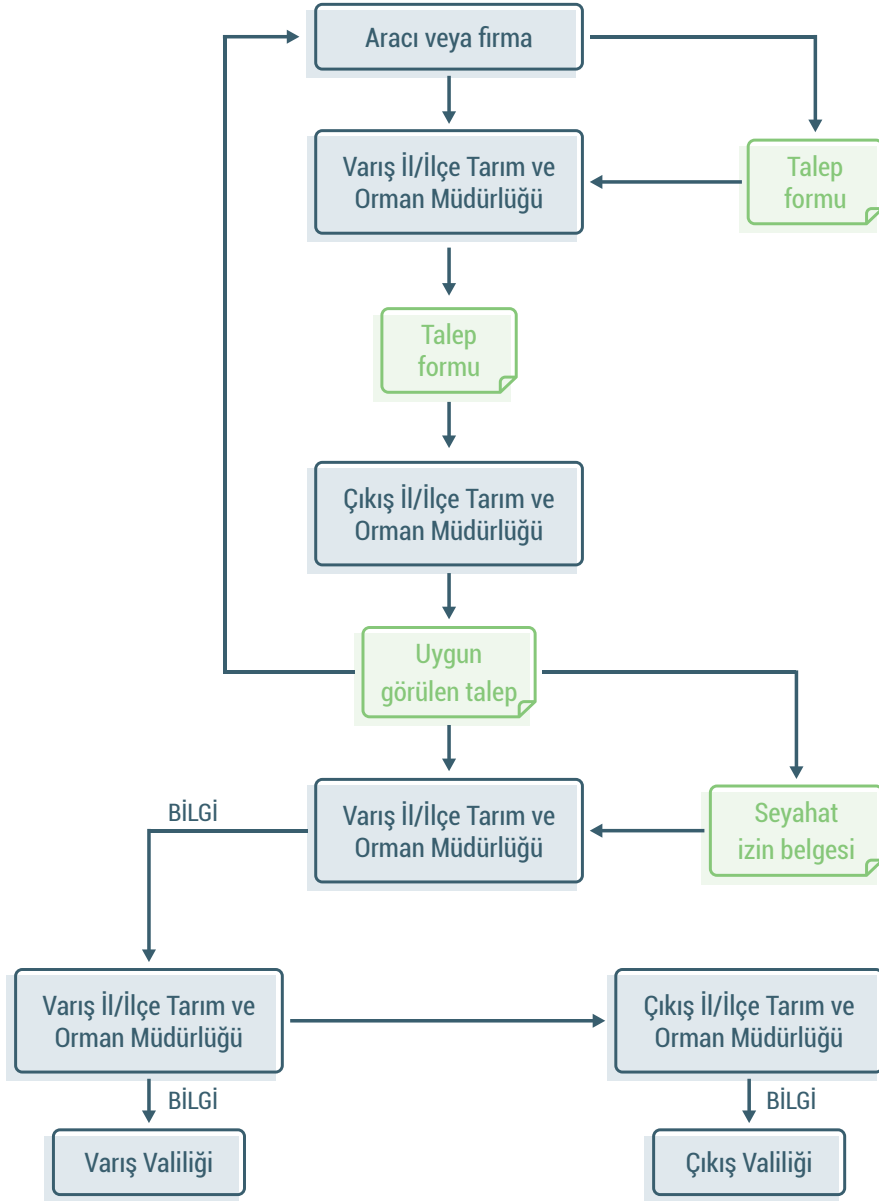 Aracı veya firma
Varış İl/İlçe Tarım ve
Orman Müdürlüğü
Talep
formu
Talep
formu
Çıkış İl/İlçe Tarım ve
Orman Müdürlüğü
Uygun
görülen talep
BİLGİ
Varış İl/İlçe Tarım ve
Orman Müdürlüğü
Seyahat
izin belgesi
Varış İl/İlçe Tarım ve
Orman Müdürlüğü
Çıkış İl/İlçe Tarım ve
Orman Müdürlüğü
BİLGİ
BİLGİ
Varış Valiliği
Çıkış Valiliği